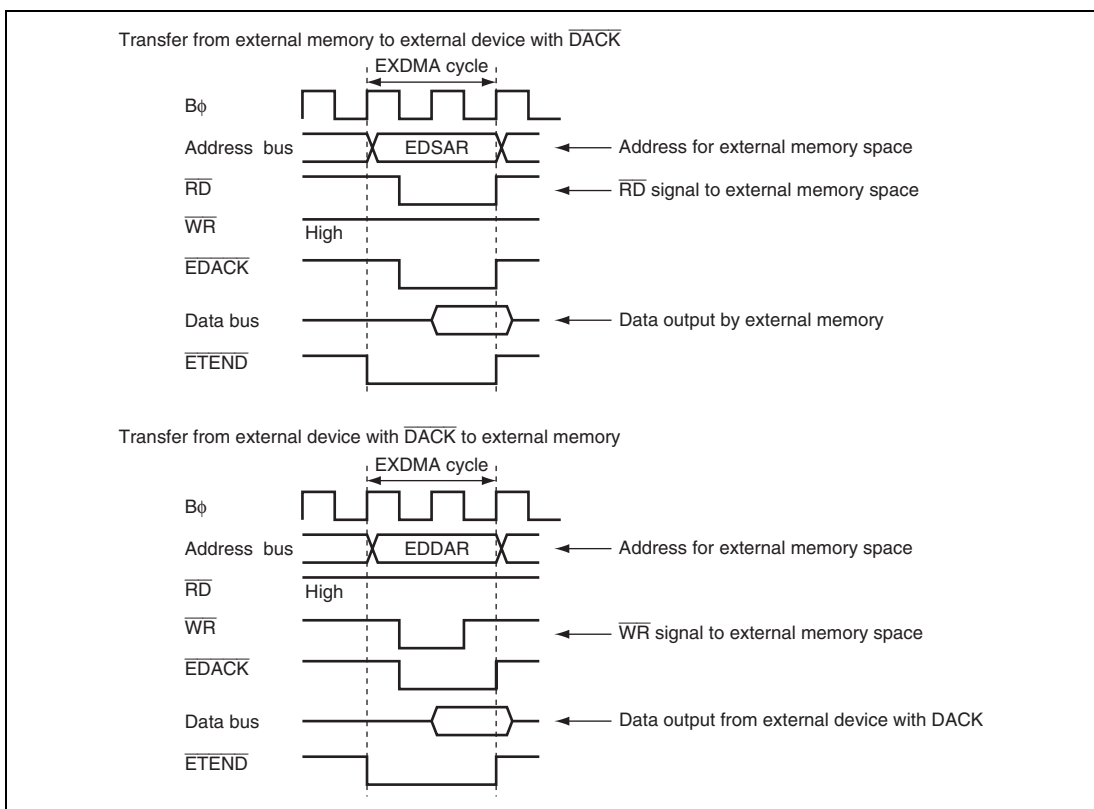 Transfer from external memory to external device with DACK
EXDMA cycle
Bϕ
Address bus EDSAR Address for external memory space
RD RD signal to external memory space
WR High
EDACK
Data bus Data output by external memory
ETEND
Transfer from external device with DACK to external memory
EXDMA cycle
Bϕ
Address bus EDDAR Address for external memory space
RD High
WR WR signal to external memory space
EDACK
Data bus Data output from external device with DACK
ETEND